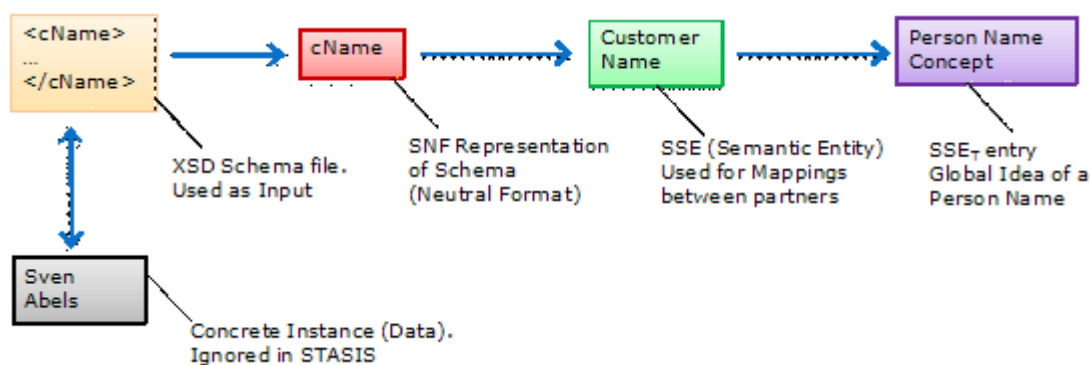 <cName>
...
</cName>
cName
Customer
Name
Person Name
Concept
XSD Schema file.
Used as Input
SNF Representation
of Schema
(Neutral Format)
SSE (Semantic Entity)
Used for Mappings
between partners
SSET entry
Global Idea of a
Person Name
Sven
Abels
Concrete Instance (Data).
Ignored in STASIS